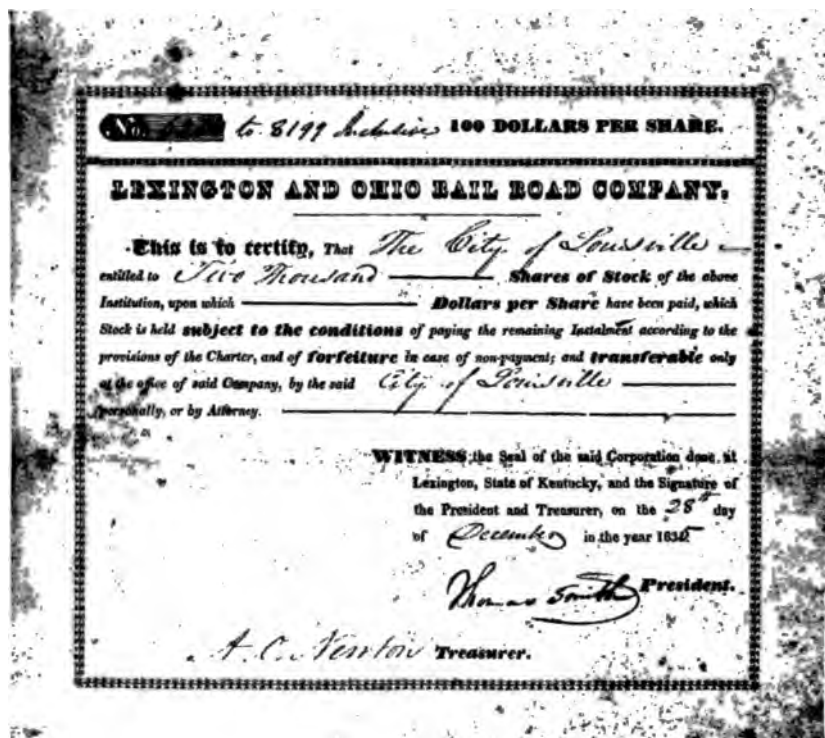 No. to 8199 Inclusive 100 DOLLARS PER SHARE.
LEXINGTON AND OHIO RAIL ROAD COMPANY.
This is to certify, That The City of Louisville
entitled to Two Thousand Shares of Stock of the above
Institution, upon which Dollars per Share have been paid, which
Stock is held subject to the conditions of paying the remaining Instalment according to the
provisions of the Charter, and of forfeiture in case of non-payment; and transferable only
at the office of said Company, by the said City of Louisville
personally, or by Attorney.
WITNESS the Seal of the said Corporation done at
Lexington, State of Kentucky, and the Signature of
the President and Treasurer, on the 28th day
of December in the year 1835
Thomas Smith President.
A. C. Newton Treasurer.